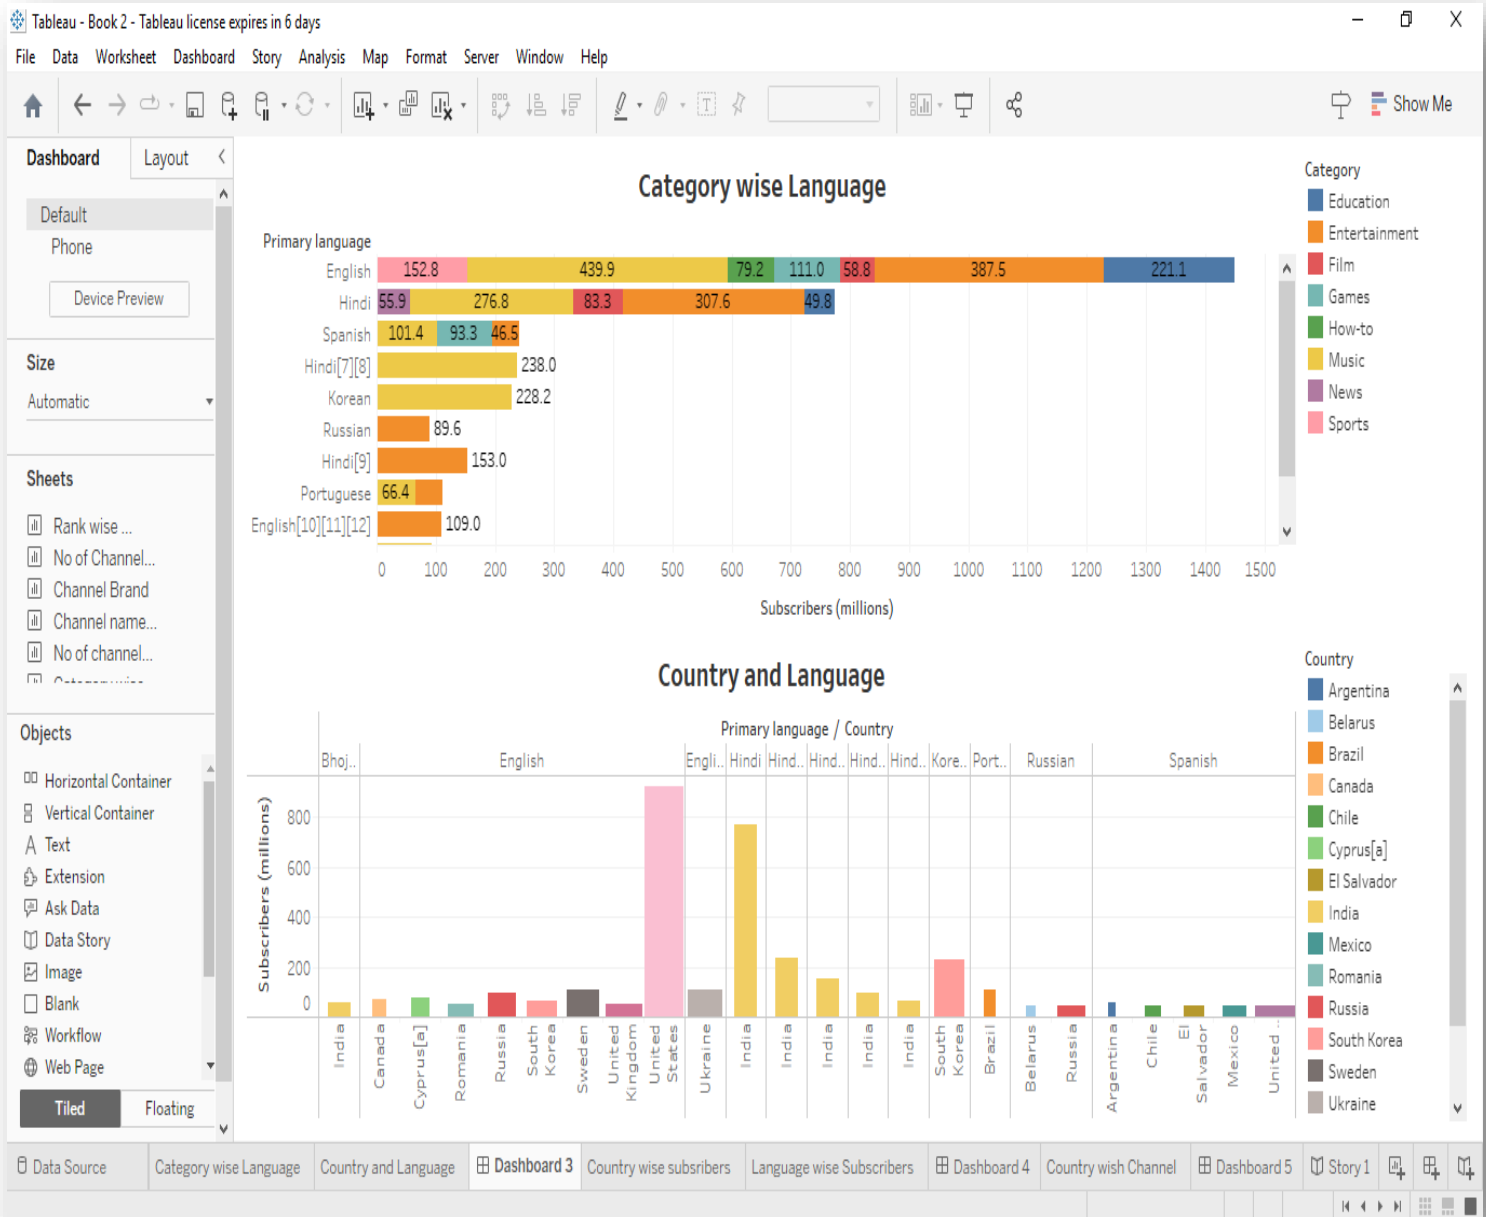 Tableau - Book 2 - Tableau license expires in 6 days
File Data Worksheet Dashboard Story Analysis Map Format Server Window Help
Show Me
Dashboard Layout
Default
Phone
Device Preview
Size
Automatic
Sheets
Rank wise ...
No of Channel...
Channel Brand
Channel name...
No of channel...
Objects
Horizontal Container
Vertical Container
Text
Extension
Ask Data
Data Story
Image
Blank
Workflow
Web Page
Tiled Floating
Category wise Language
Primary language
English 152.8 439.9 79.2 111.0 58.8 387.5 221.1
Hindi 55.9 276.8 83.3 307.6 49.8
Spanish 101.4 93.3 46.5
Hindi[7][8] 238.0
Korean 228.2
Russian 89.6
Hindi[9] 153.0
Portuguese 66.4
English[10][11][12] 109.0
0 100 200 300 400 500 600 700 800 900 1000 1100 1200 1300 1400 1500
Subscribers (millions)
Category
Education
Entertainment
Film
Games
How-to
Music
News
Sports
Country and Language
Primary language / Country
Bhoj.. English Engli.. Hindi Hind.. Hind.. Hind.. Hind.. Kore.. Port.. Russian Spanish
Subscribers (millions)
800
600
400
200
0
India
Canada
Cyprus[a]
Romania
Russia
South
Korea
Sweden
United
Kingdom
United
States
Ukraine
India
India
India
India
India
South
Korea
Brazil
Belarus
Russia
Argentina
Chile
El
Salvador
Mexico
United ..
Country
Argentina
Belarus
Brazil
Canada
Chile
Cyprus[a]
El Salvador
India
Mexico
Romania
Russia
South Korea
Sweden
Ukraine
Data Source Category wise Language Country and Language Dashboard 3 Country wise subsribers Language wise Subscribers Dashboard 4 Country wish Channel Dashboard 5 Story 1